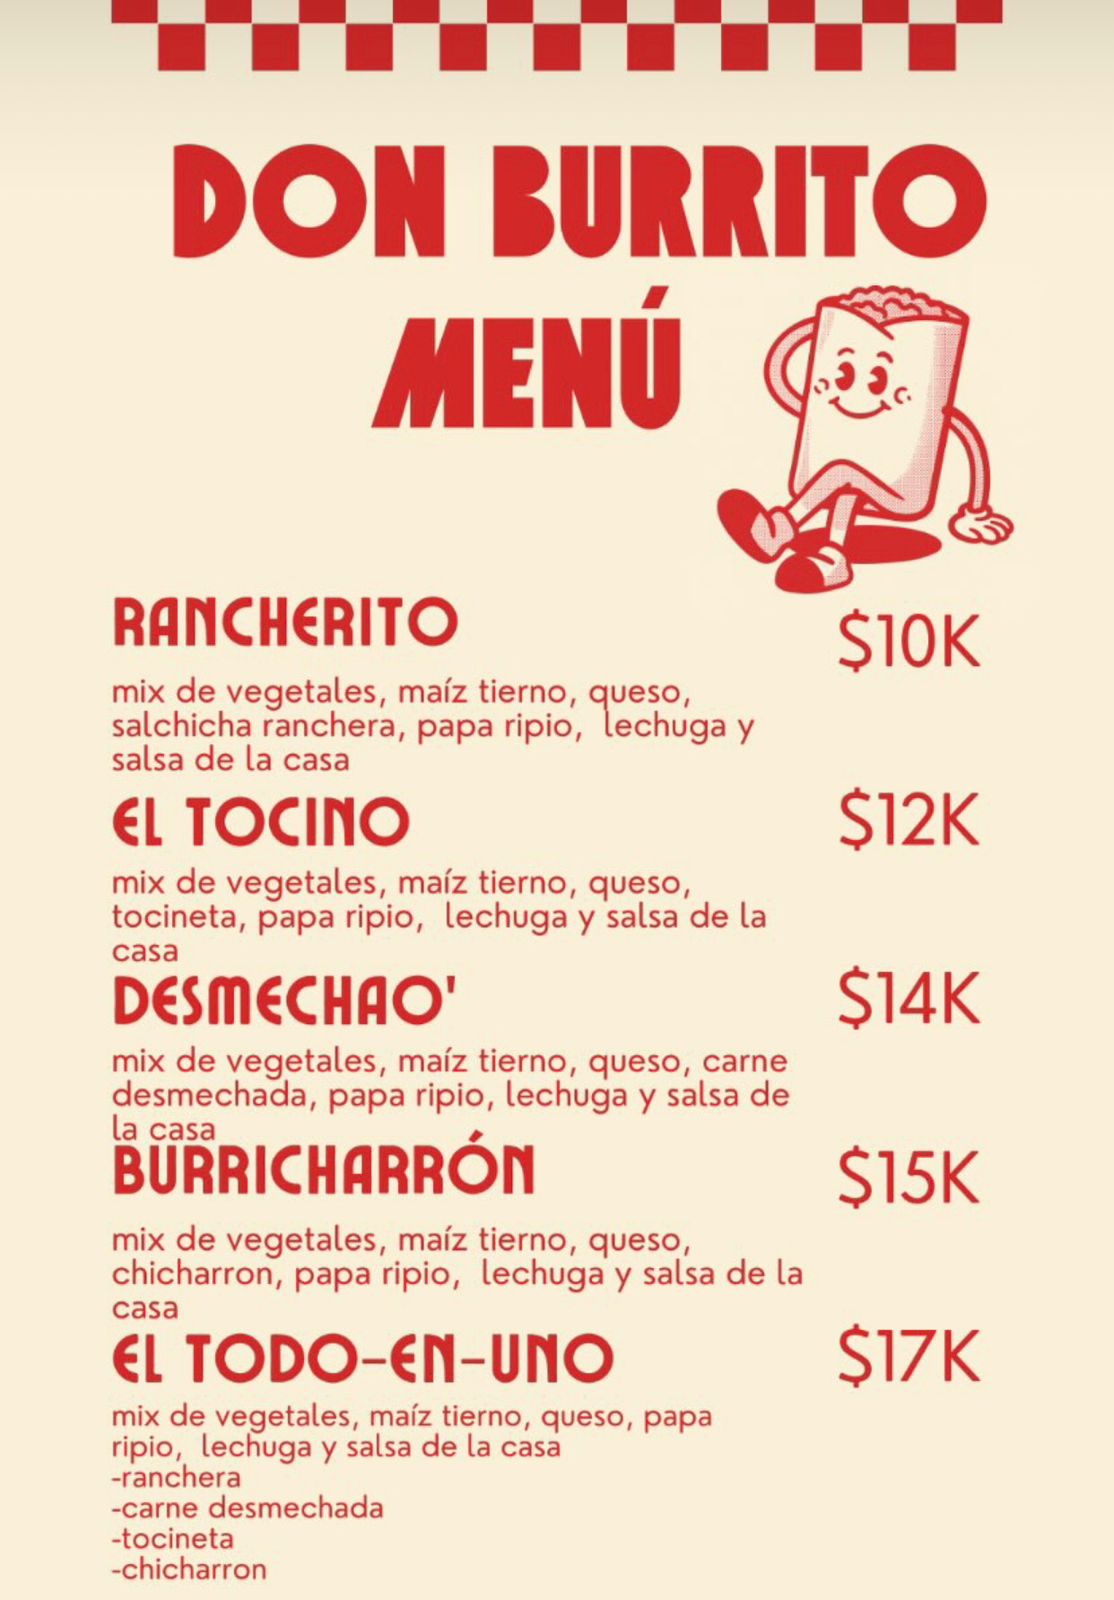 DON BURRITO
MENÚ
RANCHERITO
$10K
mix de vegetales, maíz tierno, queso,
salchicha ranchera, papa ripio, lechuga y
salsa de la casa
EL TOCINO
$12K
mix de vegetales, maíz tierno, queso,
tocineta, papa ripio, lechuga y salsa de la
casa
DESMECHAO'
$14K
mix de vegetales, maíz tierno, queso, carne
desmechada, papa ripio, lechuga y salsa de
la casa
BURRICHARRÓN
$15K
mix de vegetales, maíz tierno, queso,
chicharron, papa ripio, lechuga y salsa de la
casa
EL TODO-EN-UNO
$17K
mix de vegetales, maíz tierno, queso, papa
ripio, lechuga y salsa de la casa
-ranchera
-carne desmechada
-tocineta
-chicharron